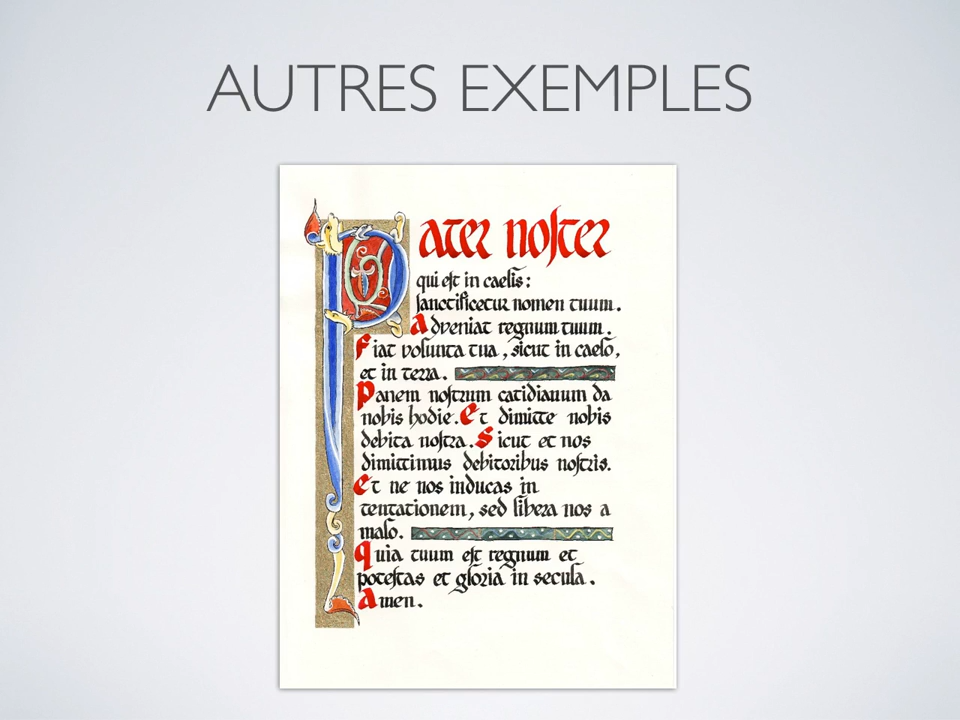 AUTRES EXEMPLES
Pater noster
qui est in caelis:
sanctificetur nomen tuum.
Adveniat regnum tuum.
Fiat volunta tua, sicut in caelo,
et in terra.
Panem nostrum catidianum da
nobis hodie. Et dimitte nobis
debita nostra. Sicut et nos
dimittimus debitoribus nostris.
Et ne nos inducas in
tentationem, sed libera nos a
malo.
quia tuum est regnum et
potestas et gloria in secula.
Amen.